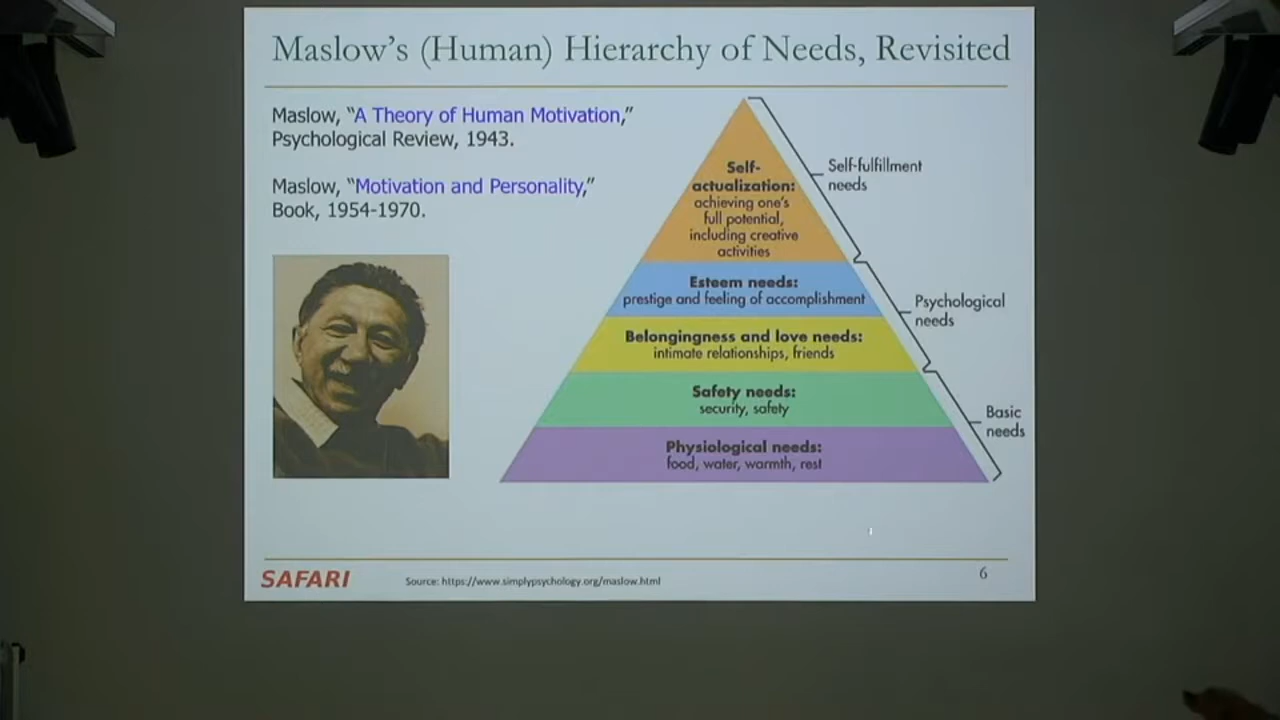 Maslow's (Human) Hierarchy of Needs, Revisited
Maslow, “A Theory of Human Motivation,”
Psychological Review, 1943.
Maslow, “Motivation and Personality,”
Book, 1954-1970.
Self-
actualization:
achieving one's
full potential,
including creative
activities
Self-fulfillment
needs
Esteem needs:
prestige and feeling of accomplishment
Psychological
needs
Belongingness and love needs:
intimate relationships, friends
Safety needs:
security, safety
Basic
needs
Physiological needs:
food, water, warmth, rest
SAFARI
Source: https://www.simplypsychology.org/maslow.html
6